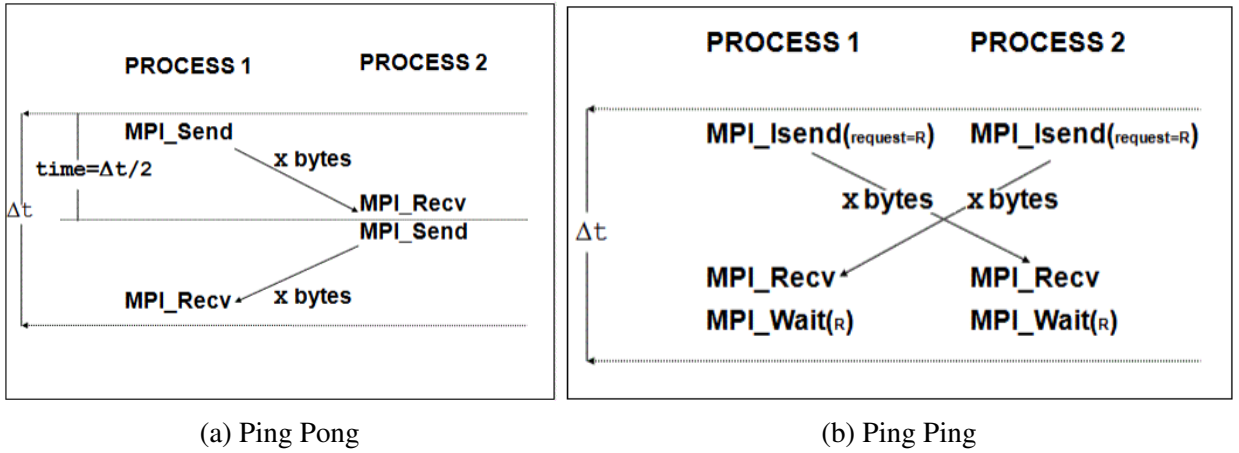 PROCESS 1 PROCESS 2
MPI_Send
x bytes
time=Δt/2
MPI_Recv
Δt
MPI_Send
MPI_Recv x bytes
(a) Ping Pong
PROCESS 1 PROCESS 2
MPI_Isend(request=R) MPI_Isend(request=R)
x bytes x bytes
Δt
MPI_Recv MPI_Recv
MPI_Wait(R) MPI_Wait(R)
(b) Ping Ping